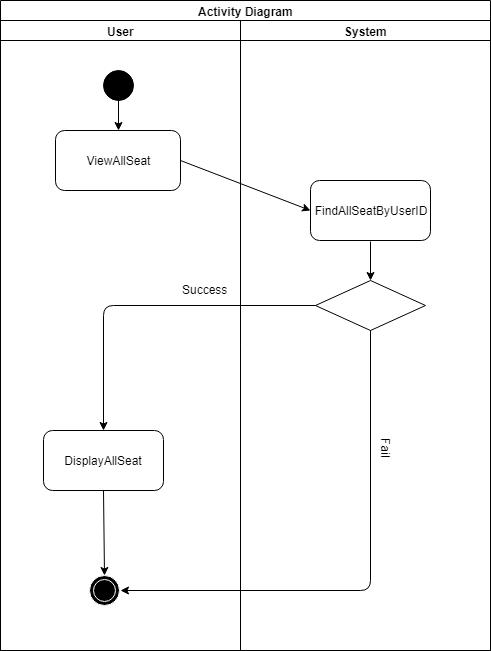 Activity Diagram
User
System
ViewAllSeat
FindAllSeatByUserID
Success
Fail
DisplayAllSeat